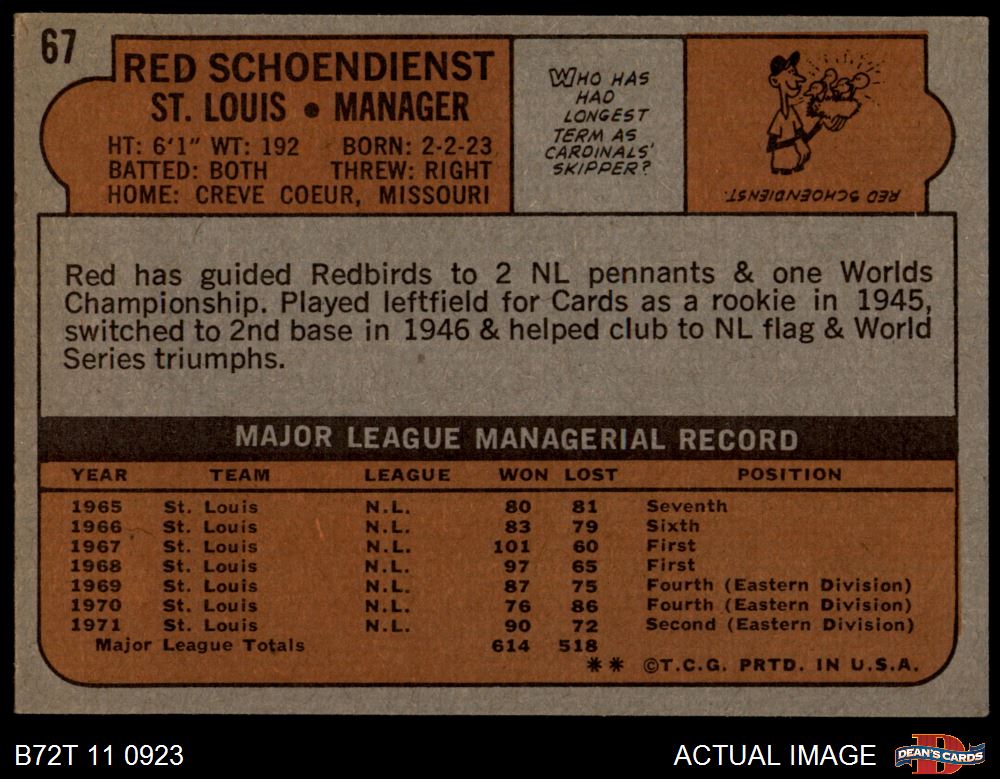 67
RED SCHOENDIENST
ST. LOUIS • MANAGER
HT: 6'1" WT: 192 BORN: 2-2-23
BATTED: BOTH THREW: RIGHT
HOME: CREVE COEUR, MISSOURI
WHO HAS
HAD
LONGEST
TERM AS
CARDINALS'
SKIPPER?
RED SCHOENDIENST.
Red has guided Redbirds to 2 NL pennants & one Worlds
Championship. Played leftfield for Cards as a rookie in 1945,
switched to 2nd base in 1946 & helped club to NL flag & World
Series triumphs.
MAJOR LEAGUE MANAGERIAL RECORD
YEAR TEAM LEAGUE WON LOST POSITION
1965 St. Louis N.L. 80 81 Seventh
1966 St. Louis N.L. 83 79 Sixth
1967 St. Louis N.L. 101 60 First
1968 St. Louis N.L. 97 65 First
1969 St. Louis N.L. 87 75 Fourth (Eastern Division)
1970 St. Louis N.L. 76 86 Fourth (Eastern Division)
1971 St. Louis N.L. 90 72 Second (Eastern Division)
Major League Totals 614 518
** ©T.C.G. PRTD. IN U.S.A.
B72T 11 0923 ACTUAL IMAGE DEAN'S CARDS